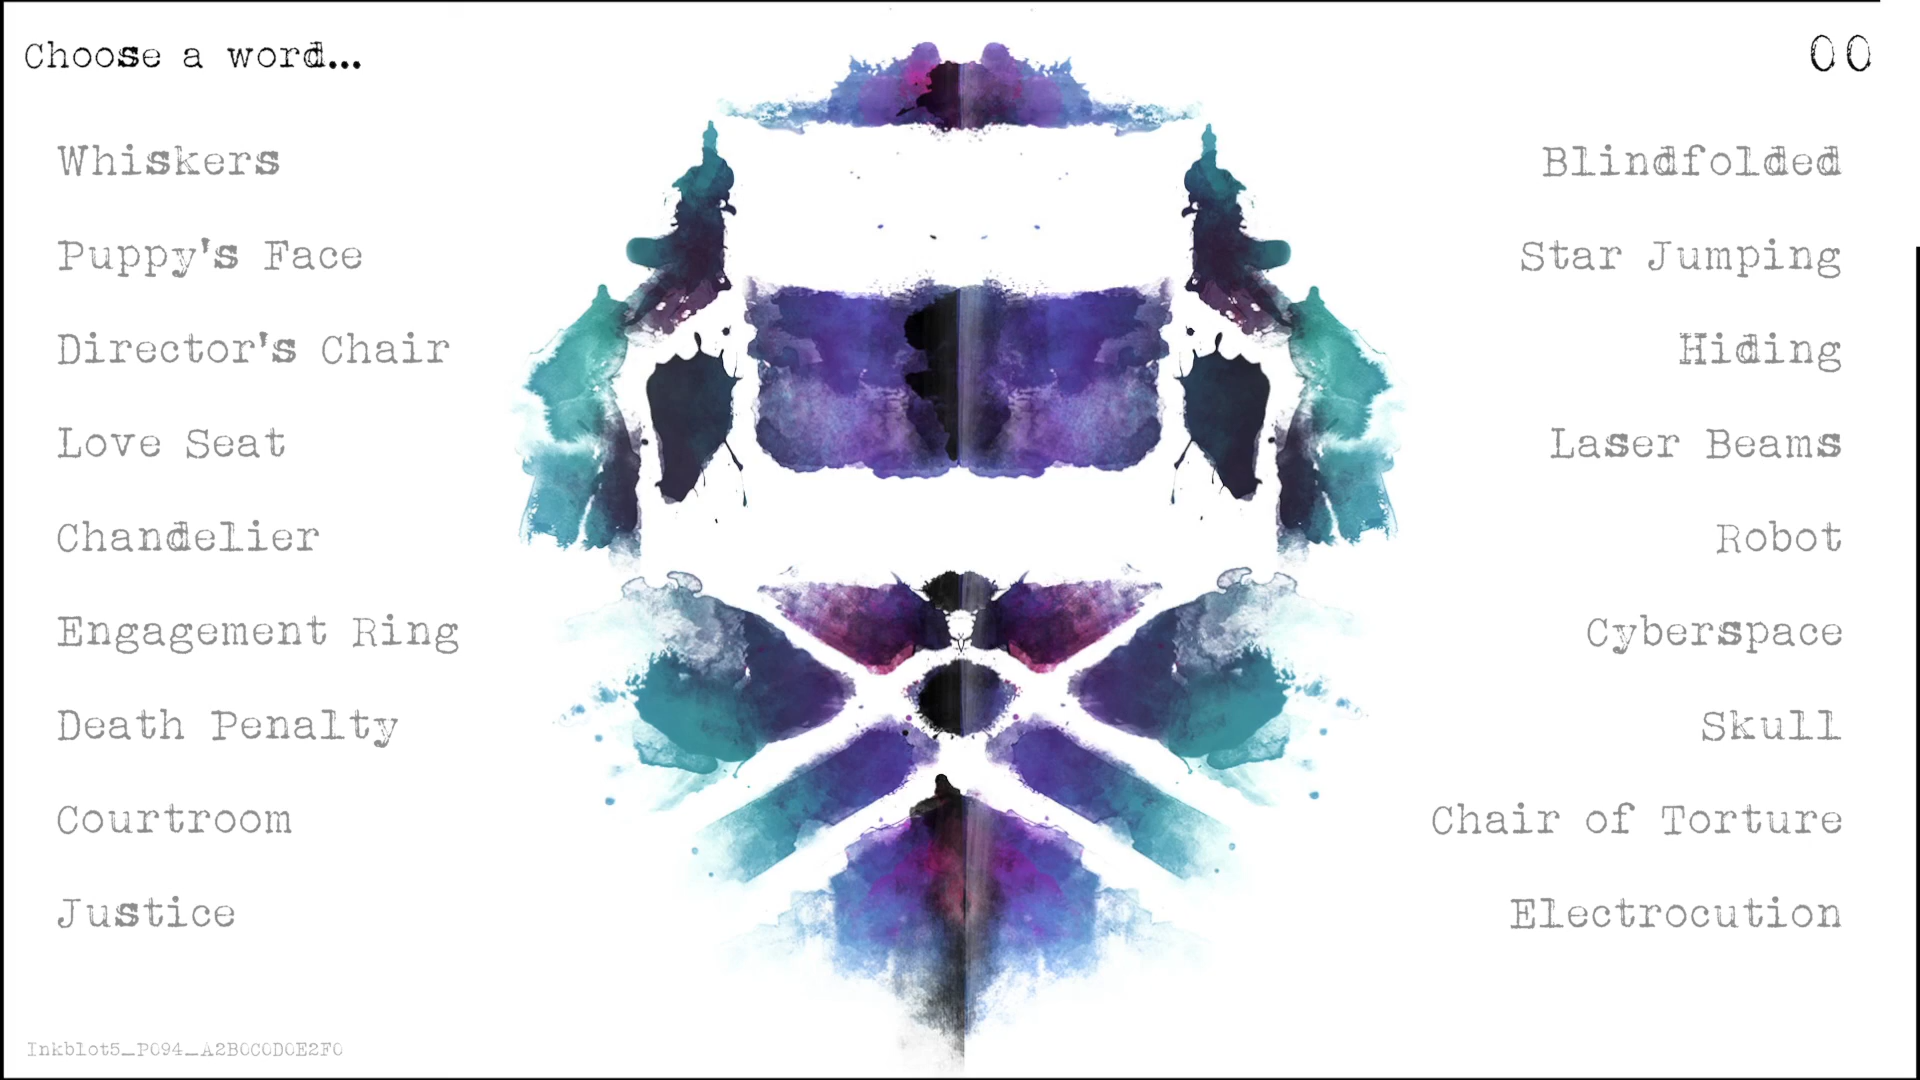 Choose a word...
00
Whiskers
Puppy's Face
Director's Chair
Love Seat
Chandelier
Engagement Ring
Death Penalty
Courtroom
Justice
Blindfolded
Star Jumping
Hiding
Laser Beams
Robot
Cyberspace
Skull
Chair of Torture
Electrocution
Inkblot5_P094_A2B0C0D0E2F0